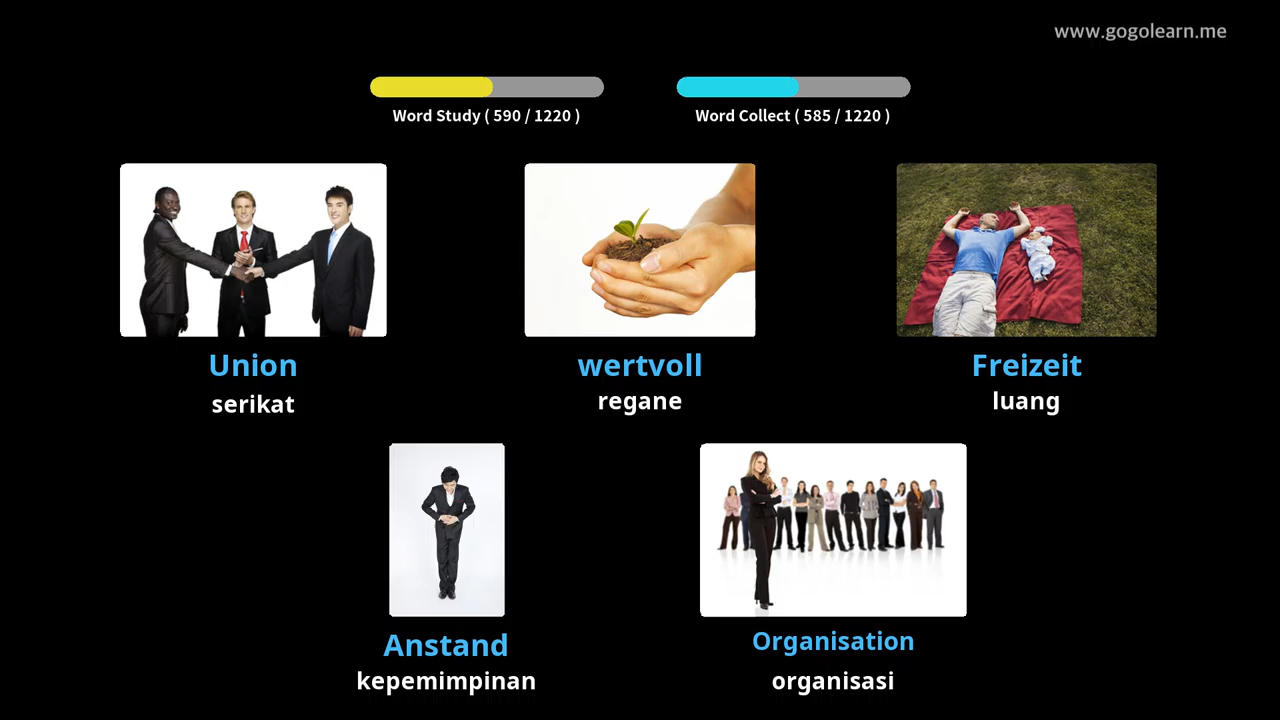 www.gogolearn.me
Word Study ( 590 / 1220 )
Word Collect ( 585 / 1220 )
Union
serikat
wertvoll
regane
Freizeit
luang
Anstand
kepemimpinan
Organisation
organisasi